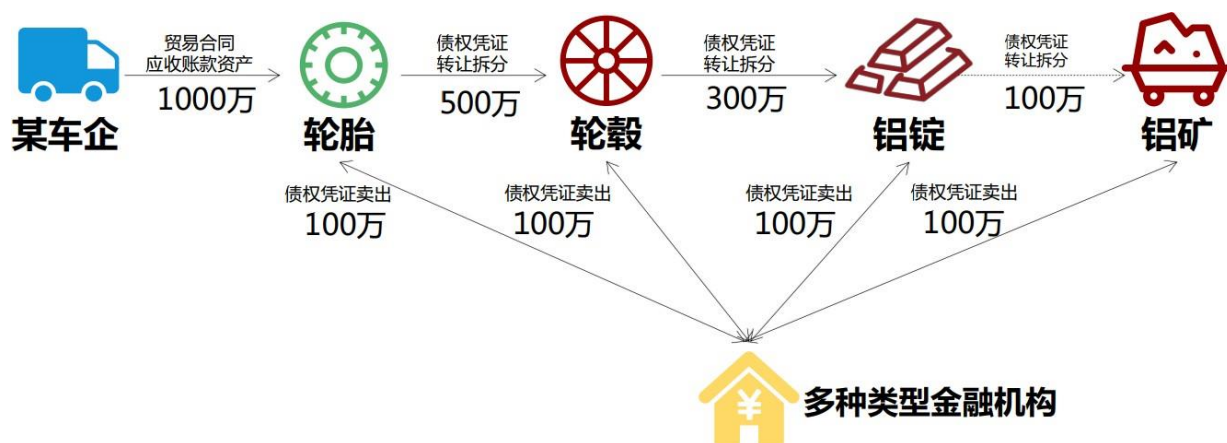 贸易合同
应收账款资产
1000万
债权凭证
转让拆分
500万
债权凭证
转让拆分
300万
债权凭证
转让拆分
100万
某车企
轮胎
轮毂
铝锭
铝矿
债权凭证卖出
100万
债权凭证卖出
100万
债权凭证卖出
100万
债权凭证卖出
100万
¥
多种类型金融机构